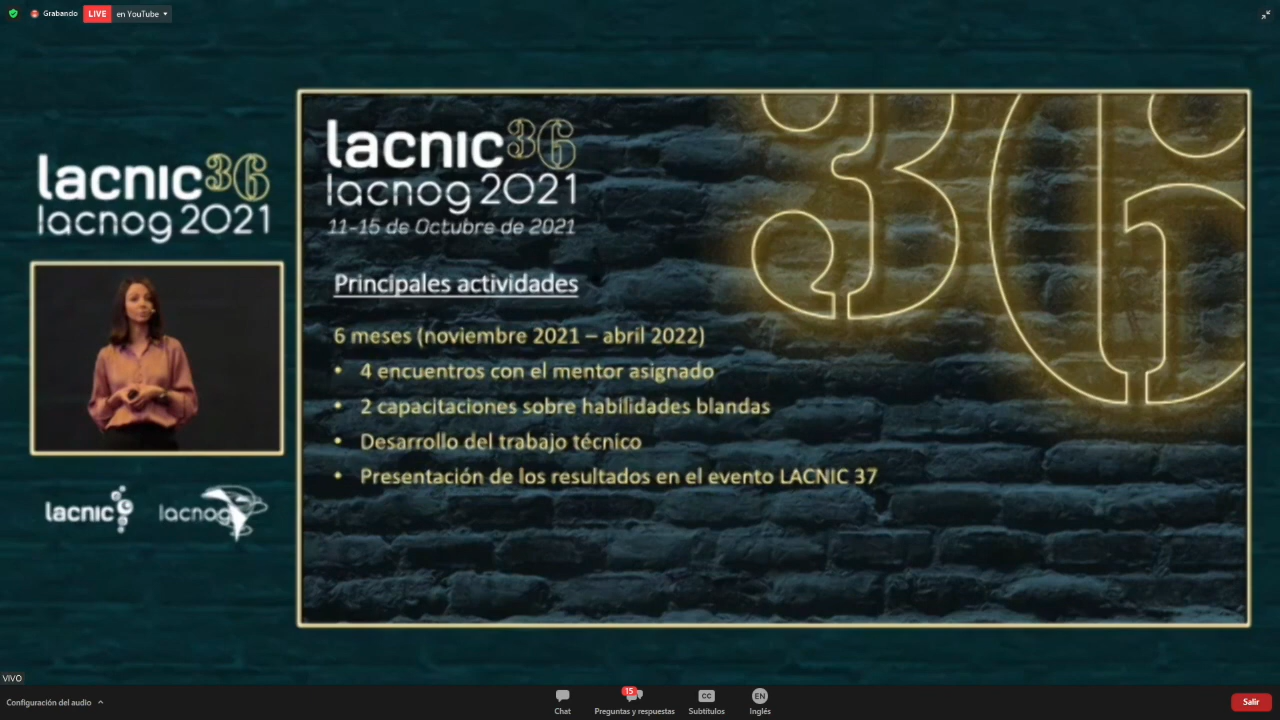 Grabando
LIVE
en YouTube
lacnic36
lacnog 2021
lacnic
lacnog
lacnic36
lacnog 2021
11-15 de Octubre de 2021
Principales actividades
6 meses (noviembre 2021 – abril 2022)
• 4 encuentros con el mentor asignado
• 2 capacitaciones sobre habilidades blandas
• Desarrollo del trabajo técnico
• Presentación de los resultados en el evento LACNIC 37
36
VIVO
Configuración del audio
Chat
15
Preguntas y respuestas
CC
Subtítulos
EN
Inglés
Salir